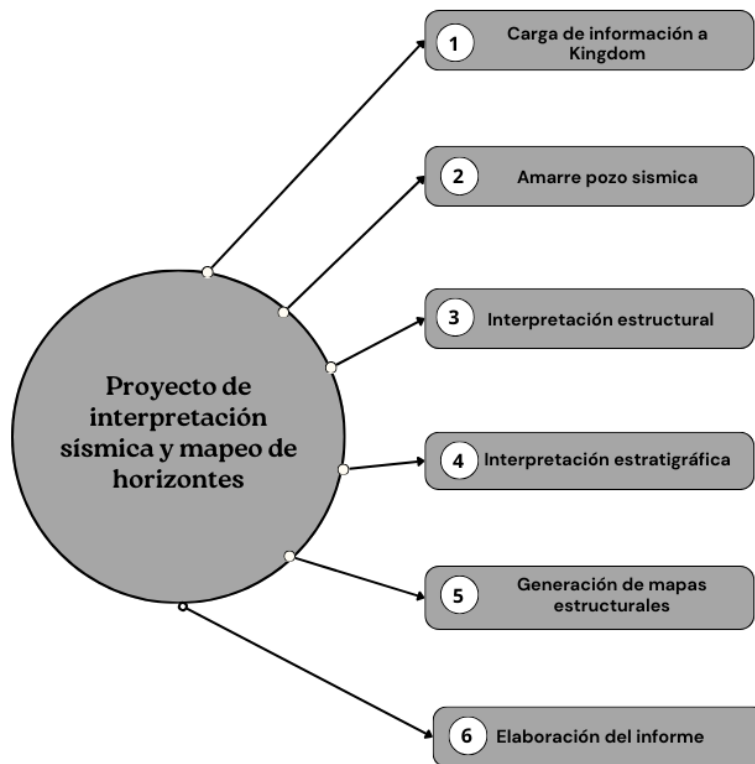 1
Carga de información a
Kingdom
2
Amarre pozo sismica
3
Interpretación estructural
Proyecto de
interpretación
sísmica y mapeo de
horizontes
4
Interpretación estratigráfica
5
Generación de mapas
estructurales
6
Elaboración del informe